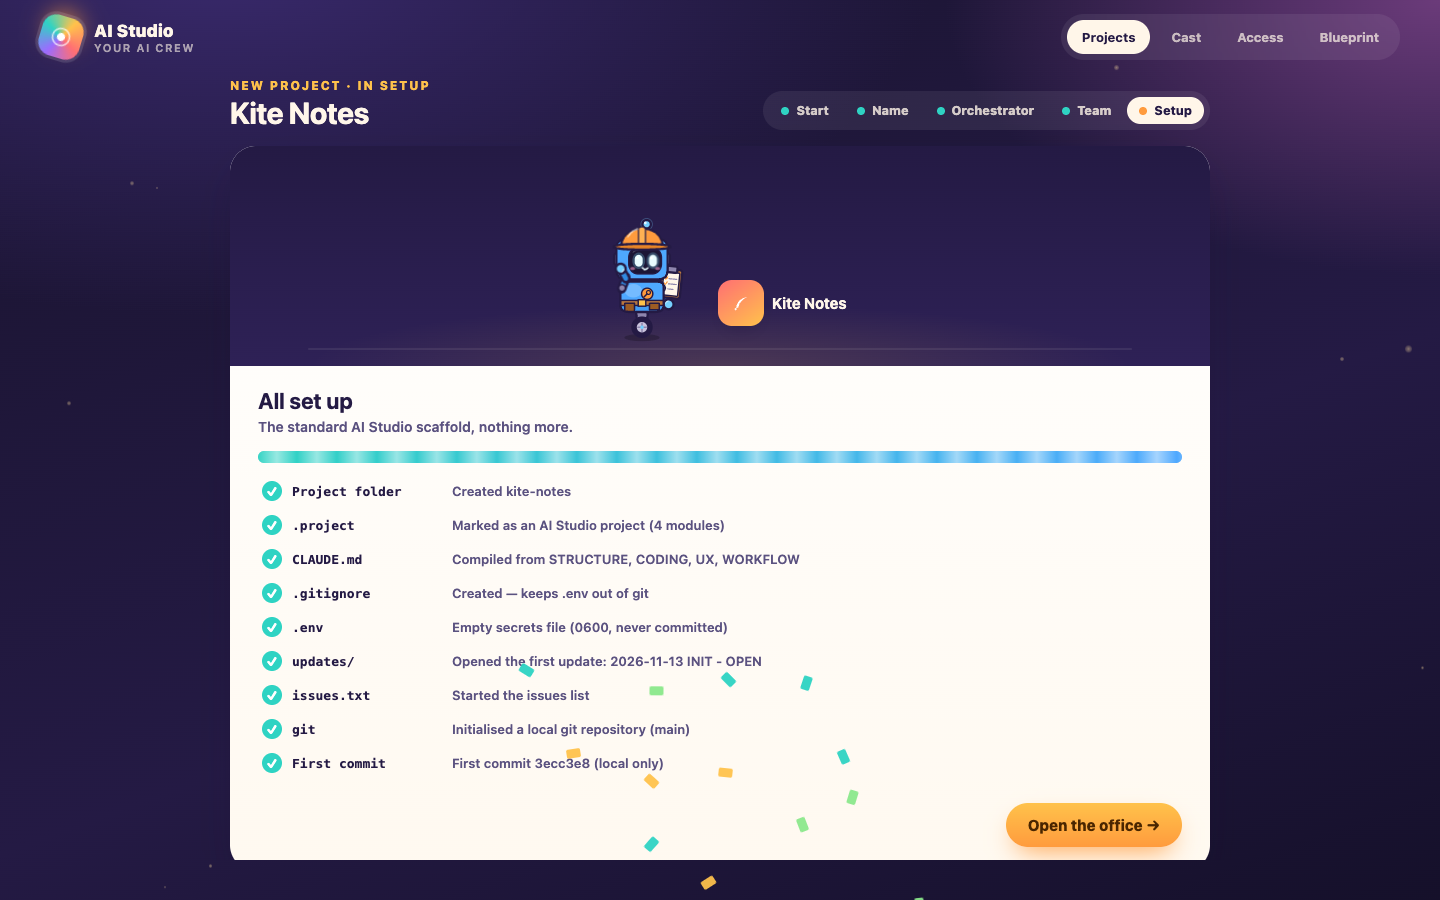 AI Studio
YOUR AI CREW
Projects
Cast
Access
Blueprint
NEW PROJECT · IN SETUP
Kite Notes
Start
Name
Orchestrator
Team
Setup
Kite Notes
All set up
The standard AI Studio scaffold, nothing more.
Project folder Created kite-notes
.project Marked as an AI Studio project (4 modules)
CLAUDE.md Compiled from STRUCTURE, CODING, UX, WORKFLOW
.gitignore Created — keeps .env out of git
.env Empty secrets file (0600, never committed)
updates/ Opened the first update: 2026-11-13 INIT - OPEN
issues.txt Started the issues list
git Initialised a local git repository (main)
First commit First commit 3ecc3e8 (local only)
Open the office →